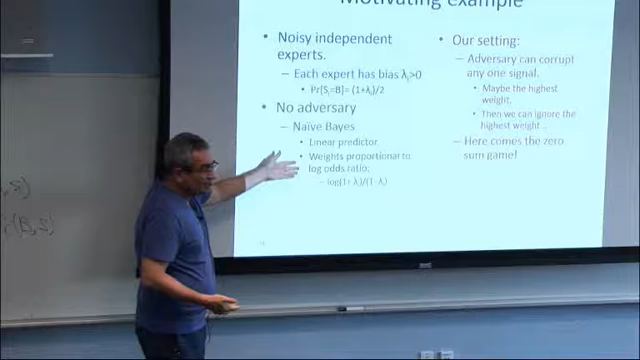 Motivating example
• Noisy independent
experts.
– Each expert has bias λᵢ>0
• Pr[Sᵢ=B]= (1+λᵢ)/2
• No adversary
– Naïve Bayes
• Linear predictor.
• Weights proportional to
log odds ratio;
– log(1+ λᵢ)/(1- λᵢ)
• Our setting:
– Adversary can corrupt
any one signal.
• Maybe the highest
weight.
• Then we can ignore the
highest weight...
– Here comes the zero
sum game!